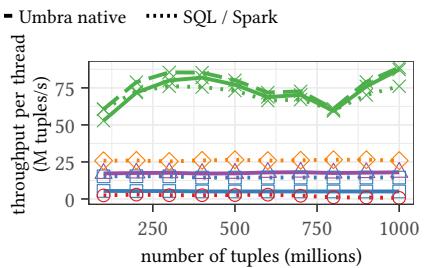 Umbra native
SQL / Spark
throughput per thread
(M tuples/s)
75
50
25
0
250
500
750
1000
number of tuples (millions)